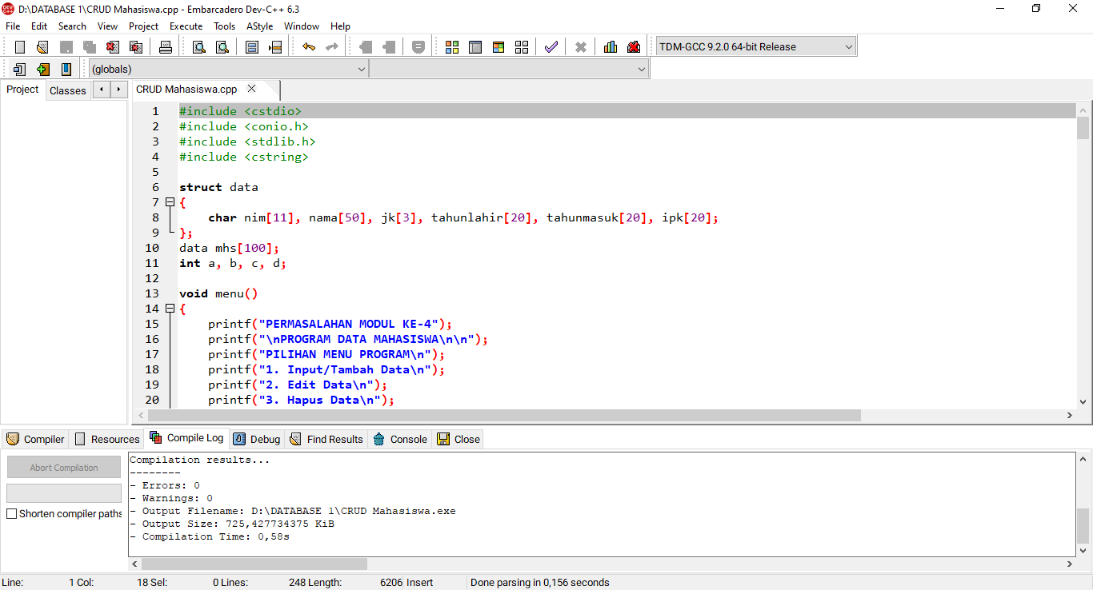 D:\DATABASE 1\CRUD Mahasiswa.cpp - Embarcadero Dev-C++ 6.3
File Edit Search View Project Execute Tools AStyle Window Help
TDM-GCC 9.2.0 64-bit Release
(globals)
Project Classes CRUD Mahasiswa.cpp
1 #include <cstdio>
2 #include <conio.h>
3 #include <stdlib.h>
4 #include <cstring>
5
6 struct data
7 {
8 char nim[11], nama[50], jk[3], tahunlahir[20], tahunmasuk[20], ipk[20];
9 };
10 data mhs[100];
11 int a, b, c, d;
12
13 void menu()
14 {
15 printf("PERMASALAHAN MODUL KE-4");
16 printf("\nPROGRAM DATA MAHASISWA\n\n");
17 printf("PILIHAN MENU PROGRAM\n");
18 printf("1. Input/Tambah Data\n");
19 printf("2. Edit Data\n");
20 printf("3. Hapus Data\n");
Compiler Resources Compile Log Debug Find Results Console Close
Abort Compilation
Shorten compiler paths
Compilation results...
--------
- Errors: 0
- Warnings: 0
- Output Filename: D:\DATABASE 1\CRUD Mahasiswa.exe
- Output Size: 725,427734375 KiB
- Compilation Time: 0,58s
Line: 1 Col: 18 Sel: 0 Lines: 248 Length: 6206 Insert Done parsing in 0,156 seconds